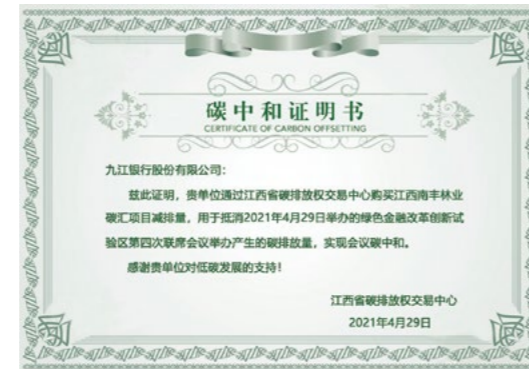 碳中和证明书
CERTIFICATE OF CARBON OFFSETTING
九江银行股份有限公司：
兹此证明，贵单位通过江西省碳排放权交易中心购买江西南丰林业
碳汇项目减排量，用于抵消2021年4月29日举办的绿色金融改革创新试
验区第四次联席会议举办产生的碳排放量，实现会议碳中和。
感谢贵单位对低碳发展的支持！
江西省碳排放权交易中心
2021年4月29日